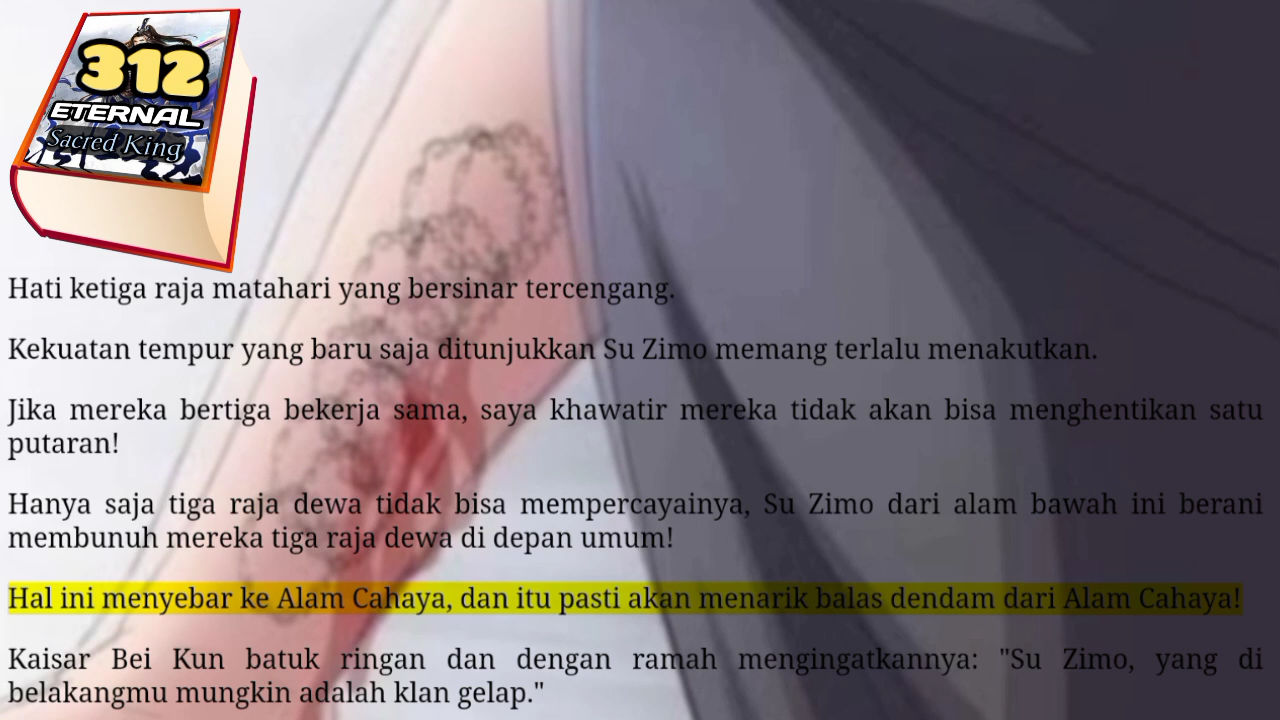 312
ETERNAL
Sacred King
Hati ketiga raja matahari yang bersinar tercengang.
Kekuatan tempur yang baru saja ditunjukkan Su Zimo memang terlalu menakutkan.
Jika mereka bertiga bekerja sama, saya khawatir mereka tidak akan bisa menghentikan satu
putaran!
Hanya saja tiga raja dewa tidak bisa mempercayainya, Su Zimo dari alam bawah ini berani
membunuh mereka tiga raja dewa di depan umum!
Hal ini menyebar ke Alam Cahaya, dan itu pasti akan menarik balas dendam dari Alam Cahaya!
Kaisar Bei Kun batuk ringan dan dengan ramah mengingatkannya: "Su Zimo, yang di
belakangmu mungkin adalah klan gelap."